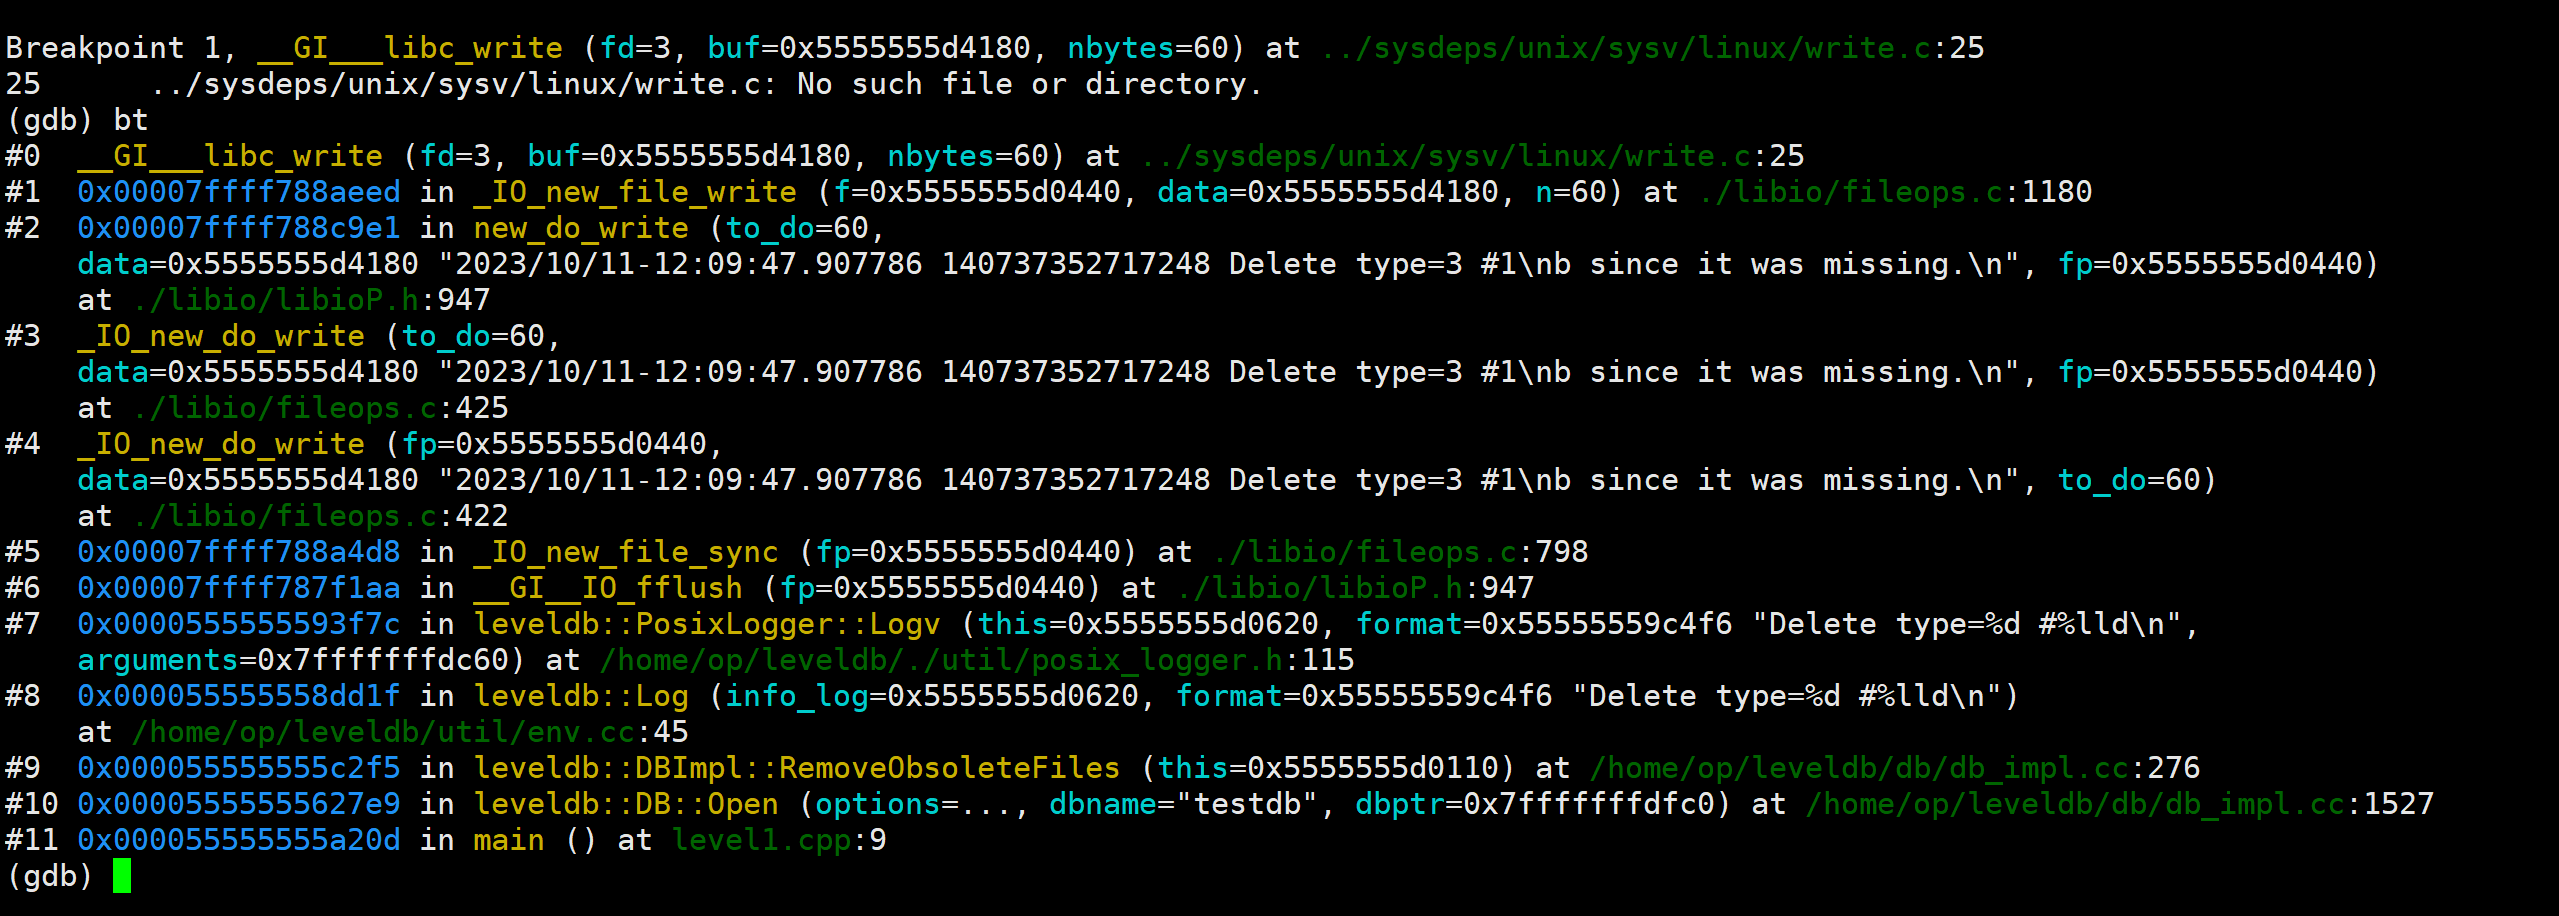 Breakpoint 1, __GI___libc_write (fd=3, buf=0x5555555d4180, nbytes=60) at ../sysdeps/unix/sysv/linux/write.c:25
25      ../sysdeps/unix/sysv/linux/write.c: No such file or directory.
(gdb) bt
#0  __GI___libc_write (fd=3, buf=0x5555555d4180, nbytes=60) at ../sysdeps/unix/sysv/linux/write.c:25
#1  0x00007ffff788aeed in _IO_new_file_write (f=0x5555555d0440, data=0x5555555d4180, n=60) at ./libio/fileops.c:1180
#2  0x00007ffff788c9e1 in new_do_write (to_do=60,
    data=0x5555555d4180 "2023/10/11-12:09:47.907786 140737352717248 Delete type=3 #1\nb since it was missing.\n", fp=0x5555555d0440)
    at ./libio/libioP.h:947
#3  _IO_new_do_write (to_do=60,
    data=0x5555555d4180 "2023/10/11-12:09:47.907786 140737352717248 Delete type=3 #1\nb since it was missing.\n", fp=0x5555555d0440)
    at ./libio/fileops.c:425
#4  _IO_new_do_write (fp=0x5555555d0440,
    data=0x5555555d4180 "2023/10/11-12:09:47.907786 140737352717248 Delete type=3 #1\nb since it was missing.\n", to_do=60)
    at ./libio/fileops.c:422
#5  0x00007ffff788a4d8 in _IO_new_file_sync (fp=0x5555555d0440) at ./libio/fileops.c:798
#6  0x00007ffff787f1aa in __GI__IO_fflush (fp=0x5555555d0440) at ./libio/libioP.h:947
#7  0x0000555555593f7c in leveldb::PosixLogger::Logv (this=0x5555555d0620, format=0x55555559c4f6 "Delete type=%d #%lld\n",
    arguments=0x7fffffffdc60) at /home/op/leveldb/./util/posix_logger.h:115
#8  0x000055555558dd1f in leveldb::Log (info_log=0x5555555d0620, format=0x55555559c4f6 "Delete type=%d #%lld\n")
    at /home/op/leveldb/util/env.cc:45
#9  0x000055555555c2f5 in leveldb::DBImpl::RemoveObsoleteFiles (this=0x5555555d0110) at /home/op/leveldb/db/db_impl.cc:276
#10 0x00005555555627e9 in leveldb::DB::Open (options=..., dbname="testdb", dbptr=0x7fffffffdfc0) at /home/op/leveldb/db/db_impl.cc:1527
#11 0x000055555555a20d in main () at level1.cpp:9
(gdb)